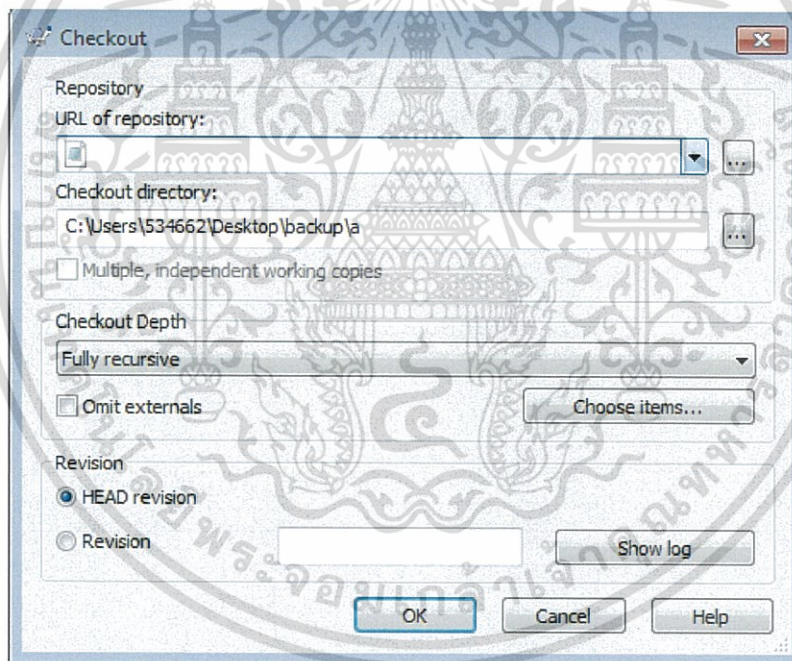 Checkout
Repository
URL of repository:
...
Checkout directory:
C:\Users\534662\Desktop\backup\a
...
Multiple, independent working copies
Checkout Depth
Fully recursive
Omit externals
Choose items...
Revision
HEAD revision
Revision
Show log
OK
Cancel
Help